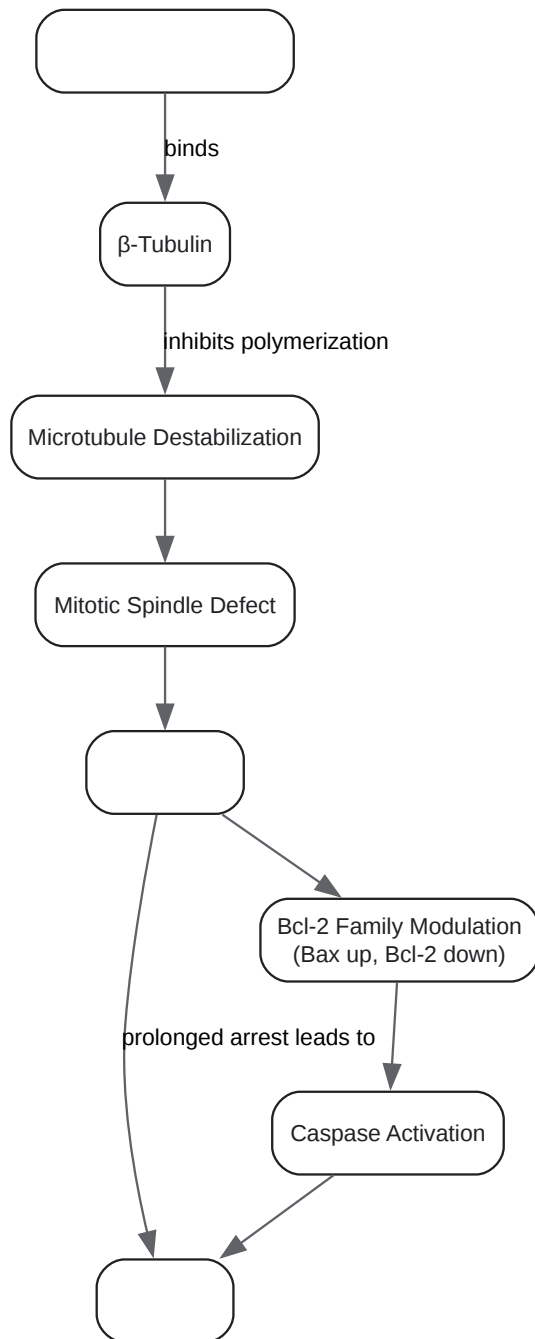 binds
β-Tubulin
inhibits polymerization
Microtubule Destabilization
Mitotic Spindle Defect
Bcl-2 Family Modulation
(Bax up, Bcl-2 down)
prolonged arrest leads to
Caspase Activation